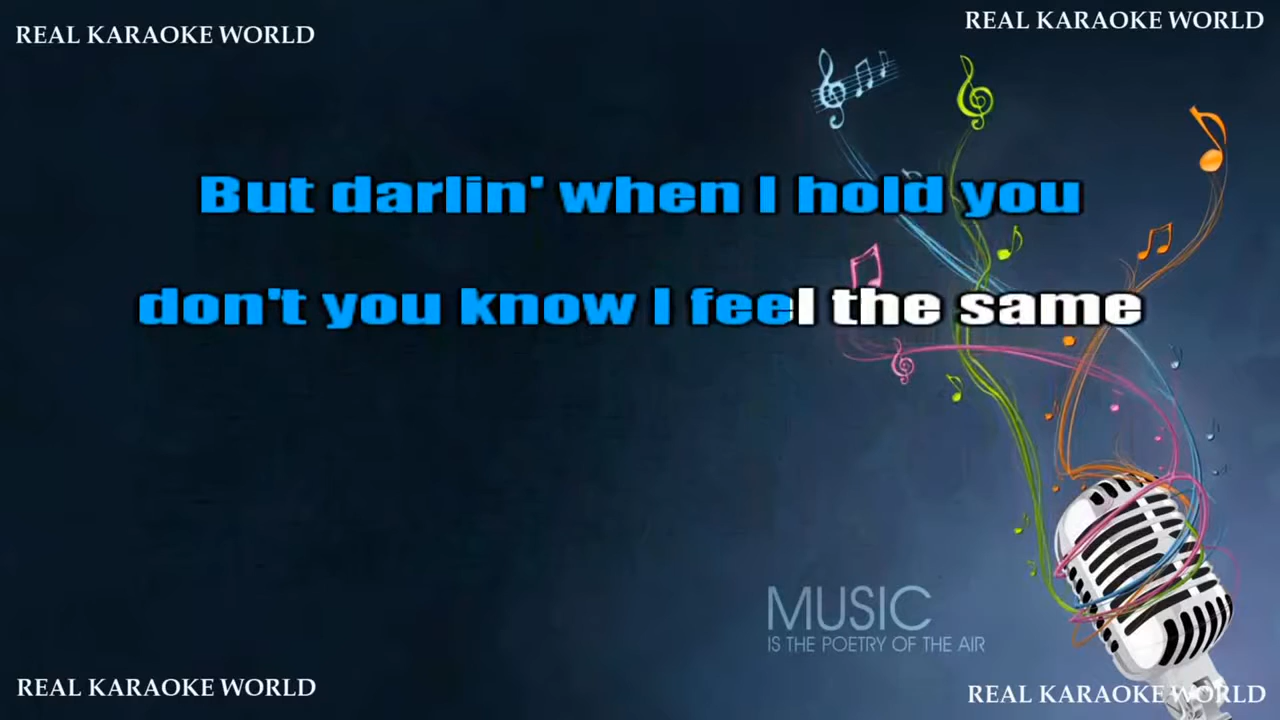 REAL KARAOKE WORLD
REAL KARAOKE WORLD
But darlin' when I hold you
don't you know I feel the same
MUSIC
IS THE POETRY OF THE AIR
REAL KARAOKE WORLD
REAL KARAOKE WORLD